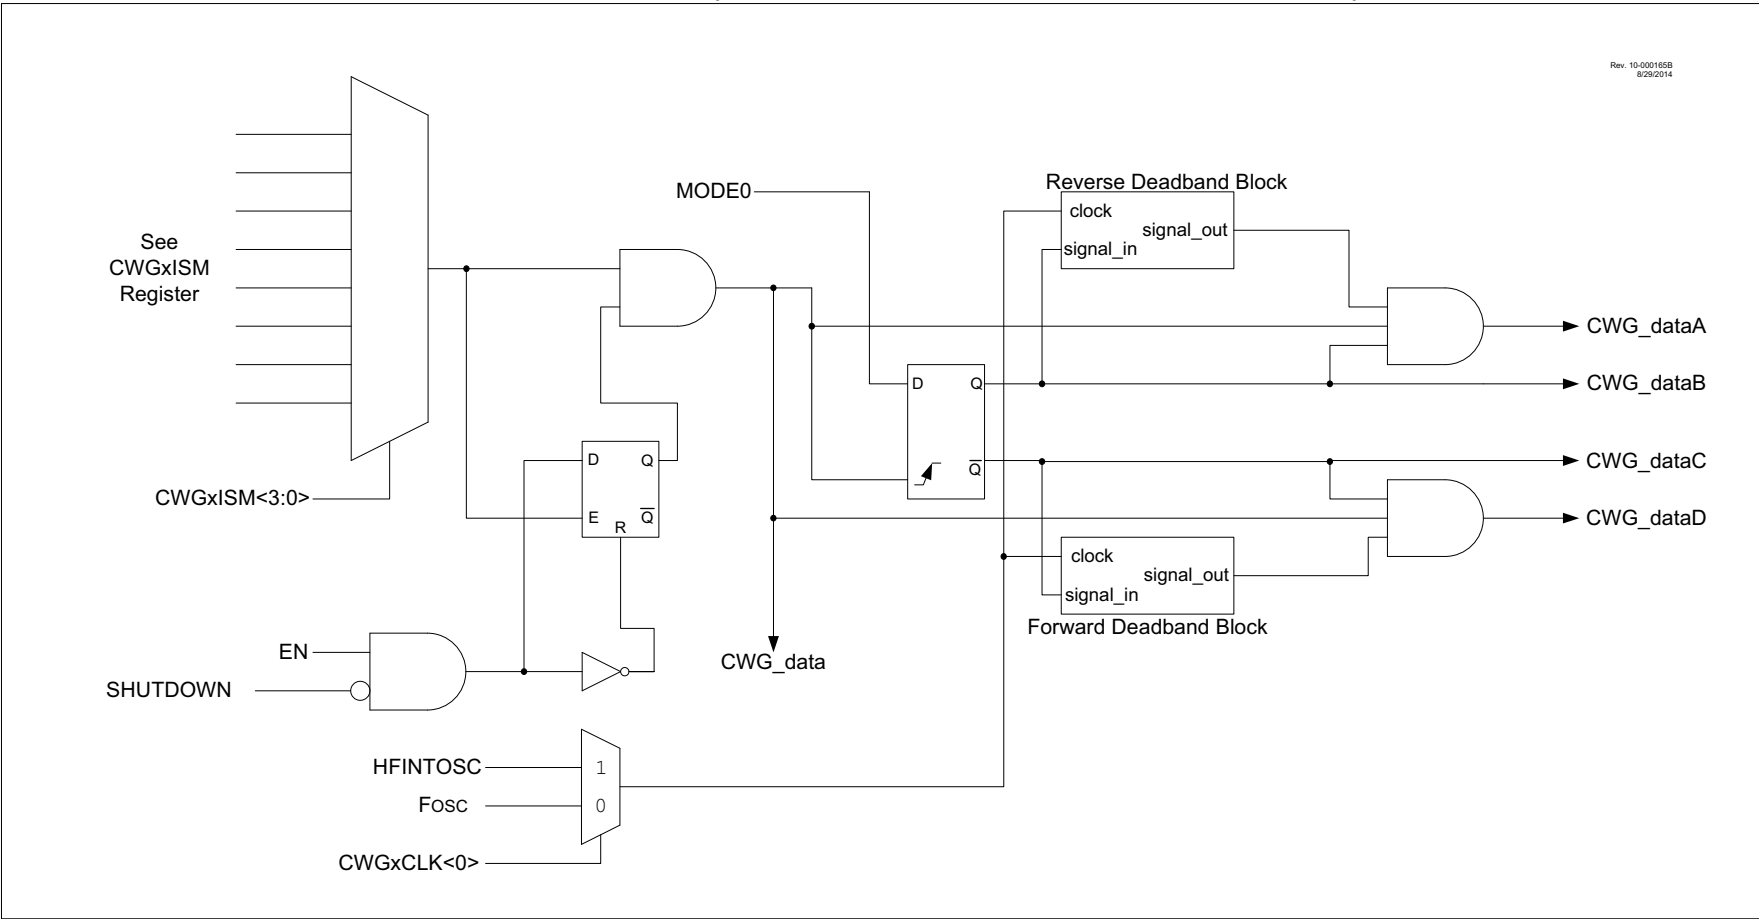 Rev. 10-000165B
8/29/2014
See
CWGxISM
Register
CWGxISM<3:0>
MODE0
Reverse Deadband Block
clock
signal_out
signal_in
D
Q
Q
CWG_dataA
CWG_dataB
CWG_dataC
CWG_dataD
D
Q
E
Q
R
clock
signal_out
signal_in
Forward Deadband Block
CWG_data
EN
SHUTDOWN
HFINTOSC
1
FOSC
0
CWGxCLK<0>